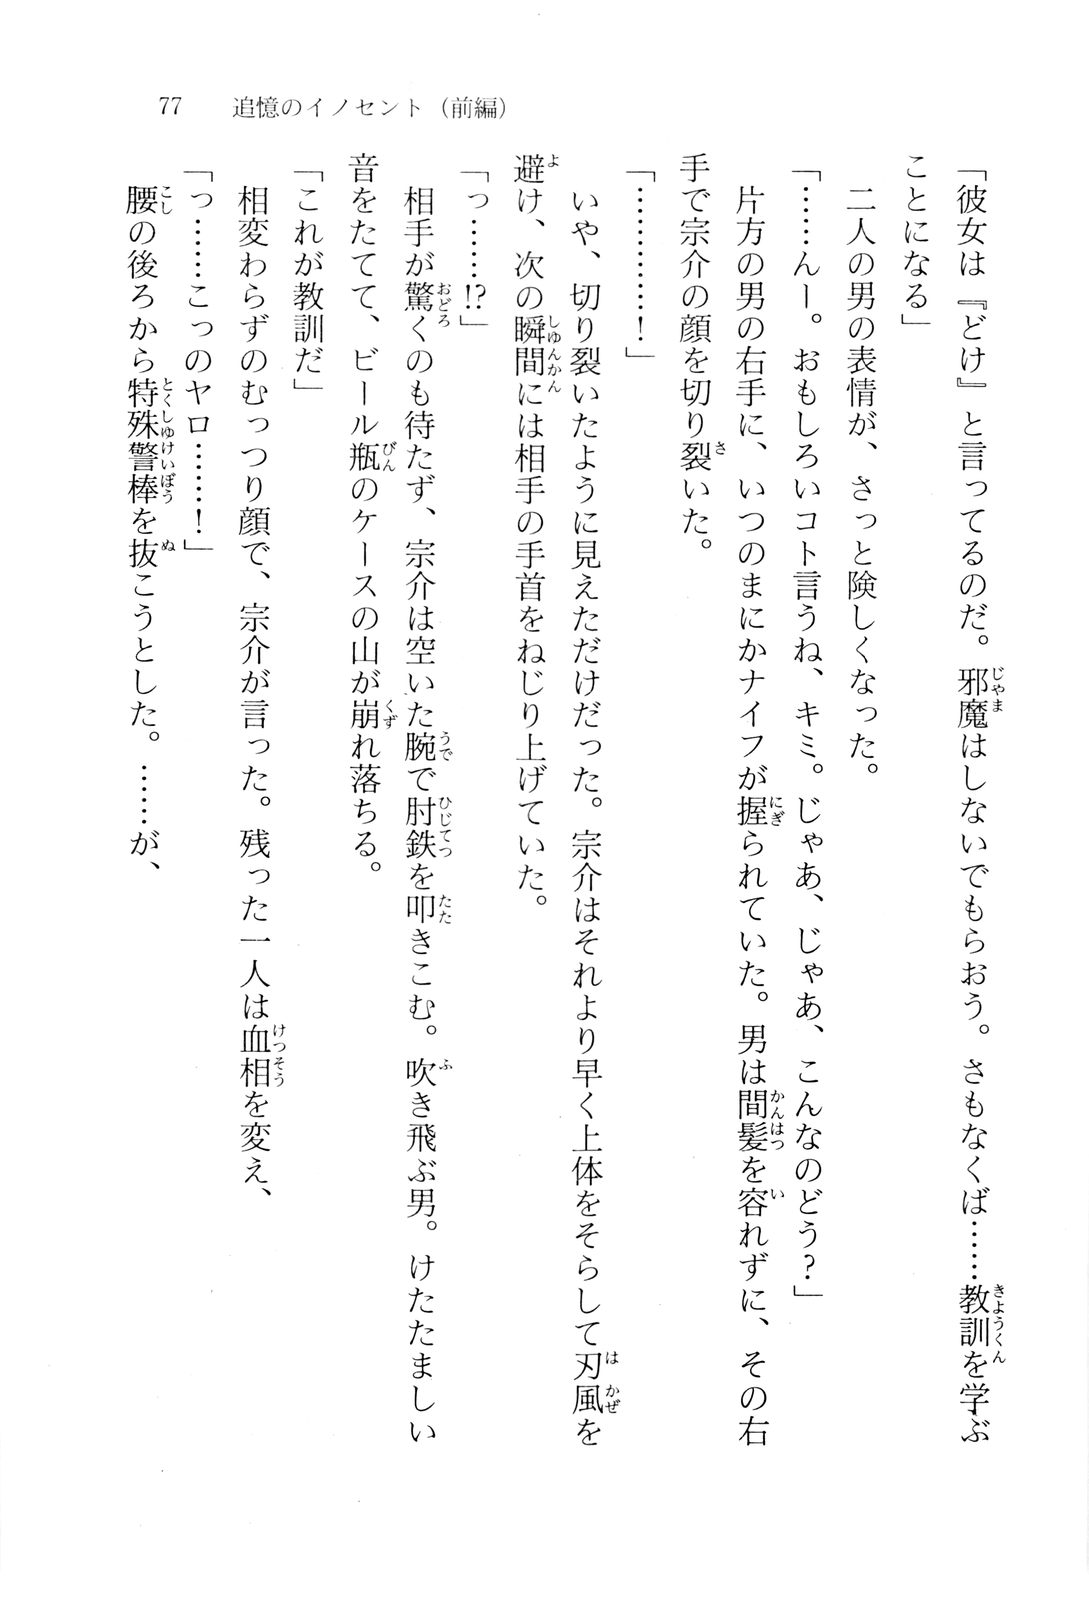 77　追憶のイノセント（前編）
「彼女は『どけ』と言ってるのだ。邪魔はしないでもらおう。さもなくば……教訓を学ぶ
ことになる」
二人の男の表情が、さっと険しくなった。
「……んー。おもしろいコト言うね、キミ。じゃあ、じゃあ、こんなのどう？」
片方の男の右手に、いつのまにかナイフが握られていた。男は間髪を容れずに、その右
手で宗介の顔を切り裂いた。
「…………！」
いや、切り裂いたように見えただけだった。宗介はそれより早く上体をそらして刃風を
避け、次の瞬間には相手の手首をねじり上げていた。
「っ……!?」
相手が驚くのも待たず、宗介は空いた腕で肘鉄を叩きこむ。吹き飛ぶ男。けたたましい
音をたてて、ビール瓶のケースの山が崩れ落ちる。
「これが教訓だ」
相変わらずのむっつり顔で、宗介が言った。残った一人は血相を変え、
「っ……こっのヤロ……！」
腰の後ろから特殊警棒を抜こうとした。……が、